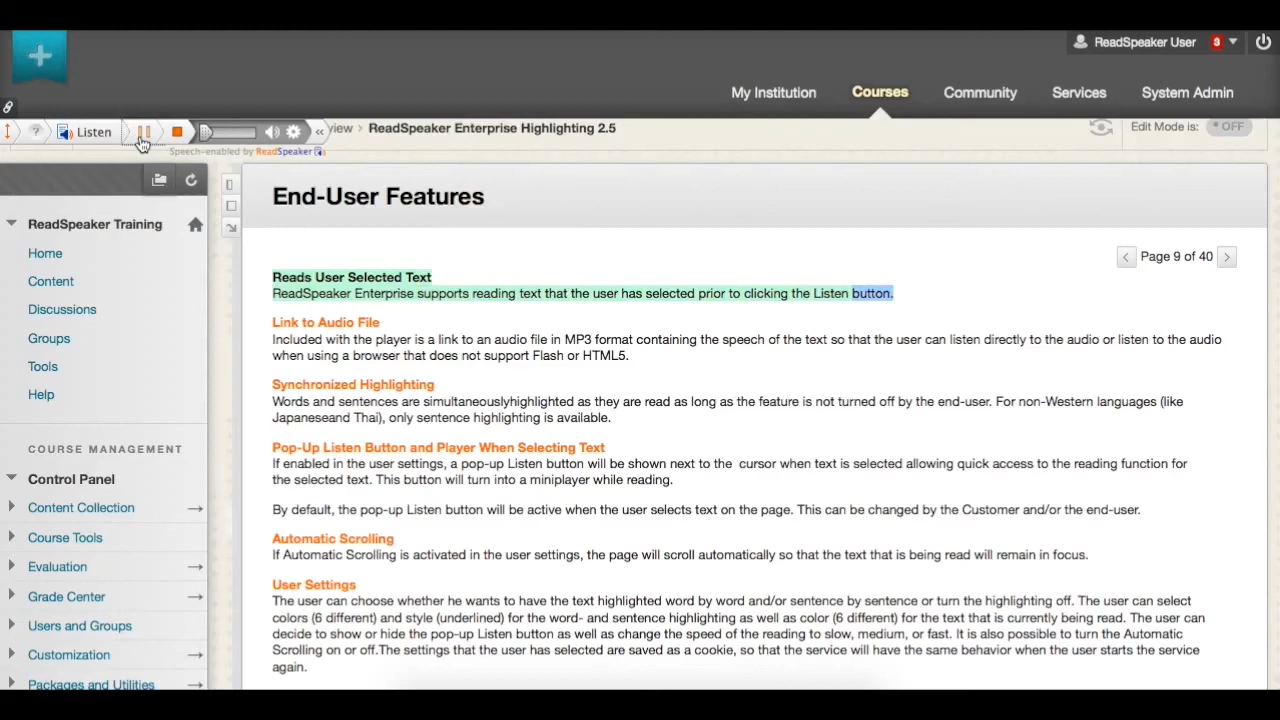 ReadSpeaker User 9
My Institution Courses Community Services System Admin
? Listen « view › ReadSpeaker Enterprise Highlighting 2.5 Edit Mode is: OFF
Speech-enabled by ReadSpeaker
End-User Features
ReadSpeaker Training
Home
Content
Discussions
Groups
Tools
Help
COURSE MANAGEMENT
Control Panel
Content Collection
Course Tools
Evaluation
Grade Center
Users and Groups
Customization
Packages and Utilities
Page 9 of 40
Reads User Selected Text
ReadSpeaker Enterprise supports reading text that the user has selected prior to clicking the Listen button.
Link to Audio File
Included with the player is a link to an audio file in MP3 format containing the speech of the text so that the user can listen directly to the audio or listen to the audio
when using a browser that does not support Flash or HTML5.
Synchronized Highlighting
Words and sentences are simultaneouslyhighlighted as they are read as long as the feature is not turned off by the end-user. For non-Western languages (like
Japaneseand Thai), only sentence highlighting is available.
Pop-Up Listen Button and Player When Selecting Text
If enabled in the user settings, a pop-up Listen button will be shown next to the cursor when text is selected allowing quick access to the reading function for
the selected text. This button will turn into a miniplayer while reading.
By default, the pop-up Listen button will be active when the user selects text on the page. This can be changed by the Customer and/or the end-user.
Automatic Scrolling
If Automatic Scrolling is activated in the user settings, the page will scroll automatically so that the text that is being read will remain in focus.
User Settings
The user can choose whether he wants to have the text highlighted word by word and/or sentence by sentence or turn the highlighting off. The user can select
colors (6 different) and style (underlined) for the word- and sentence highlighting as well as color (6 different) for the text that is currently being read. The user can
decide to show or hide the pop-up Listen button as well as change the speed of the reading to slow, medium, or fast. It is also possible to turn the Automatic
Scrolling on or off.The settings that the user has selected are saved as a cookie, so that the service will have the same behavior when the user starts the service
again.